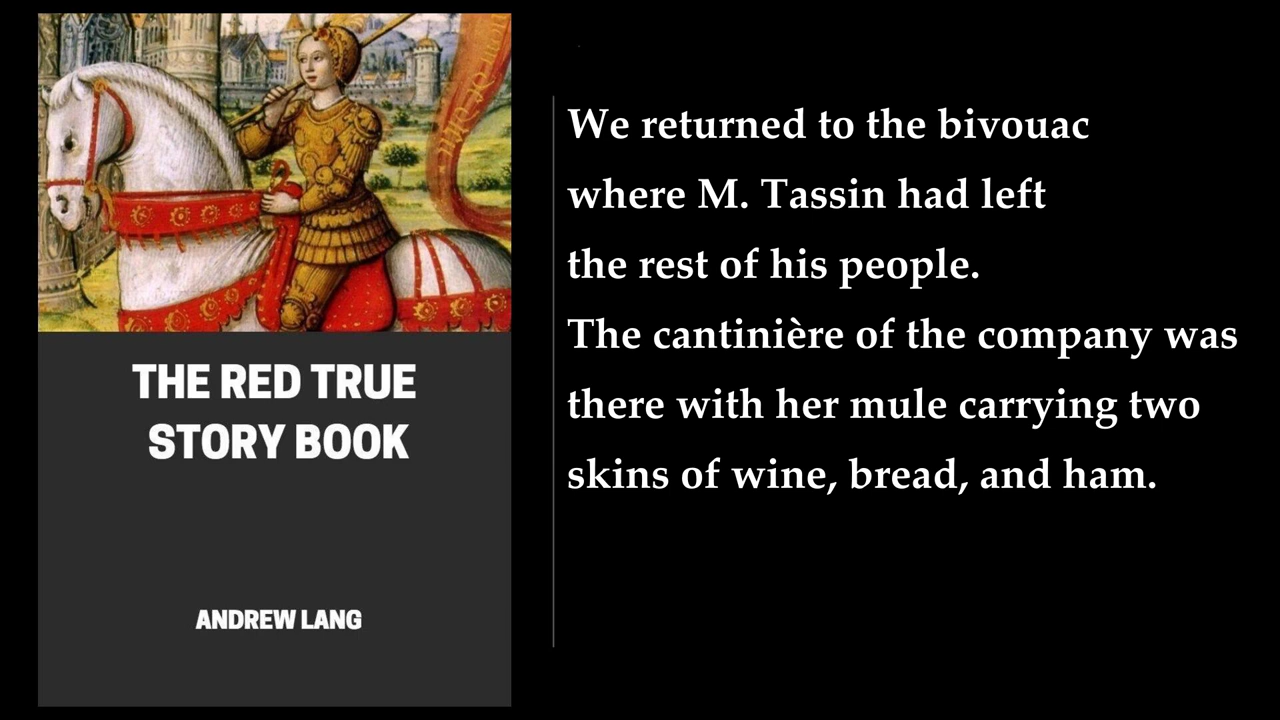 THE RED TRUE
STORY BOOK
ANDREW LANG
We returned to the bivouac
where M. Tassin had left
the rest of his people.
The cantinière of the company was
there with her mule carrying two
skins of wine, bread, and ham.